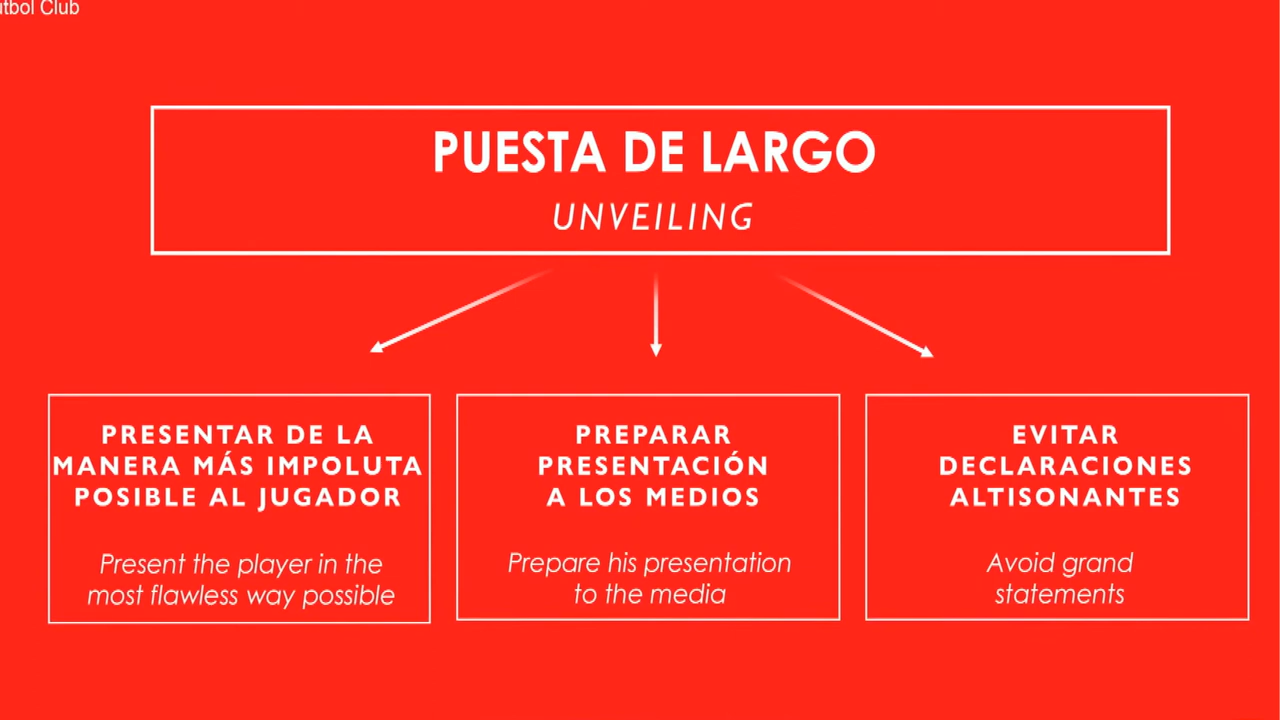 Club
PUESTA DE LARGO
UNVEILING
PRESENTAR DE LA
MANERA MÁS IMPOLUTA
POSIBLE AL JUGADOR
Present the player in the
most flawless way possible
PREPARAR
PRESENTACIÓN
A LOS MEDIOS
Prepare his presentation
to the media
EVITAR
DECLARACIONES
ALTISONANTES
Avoid grand
statements